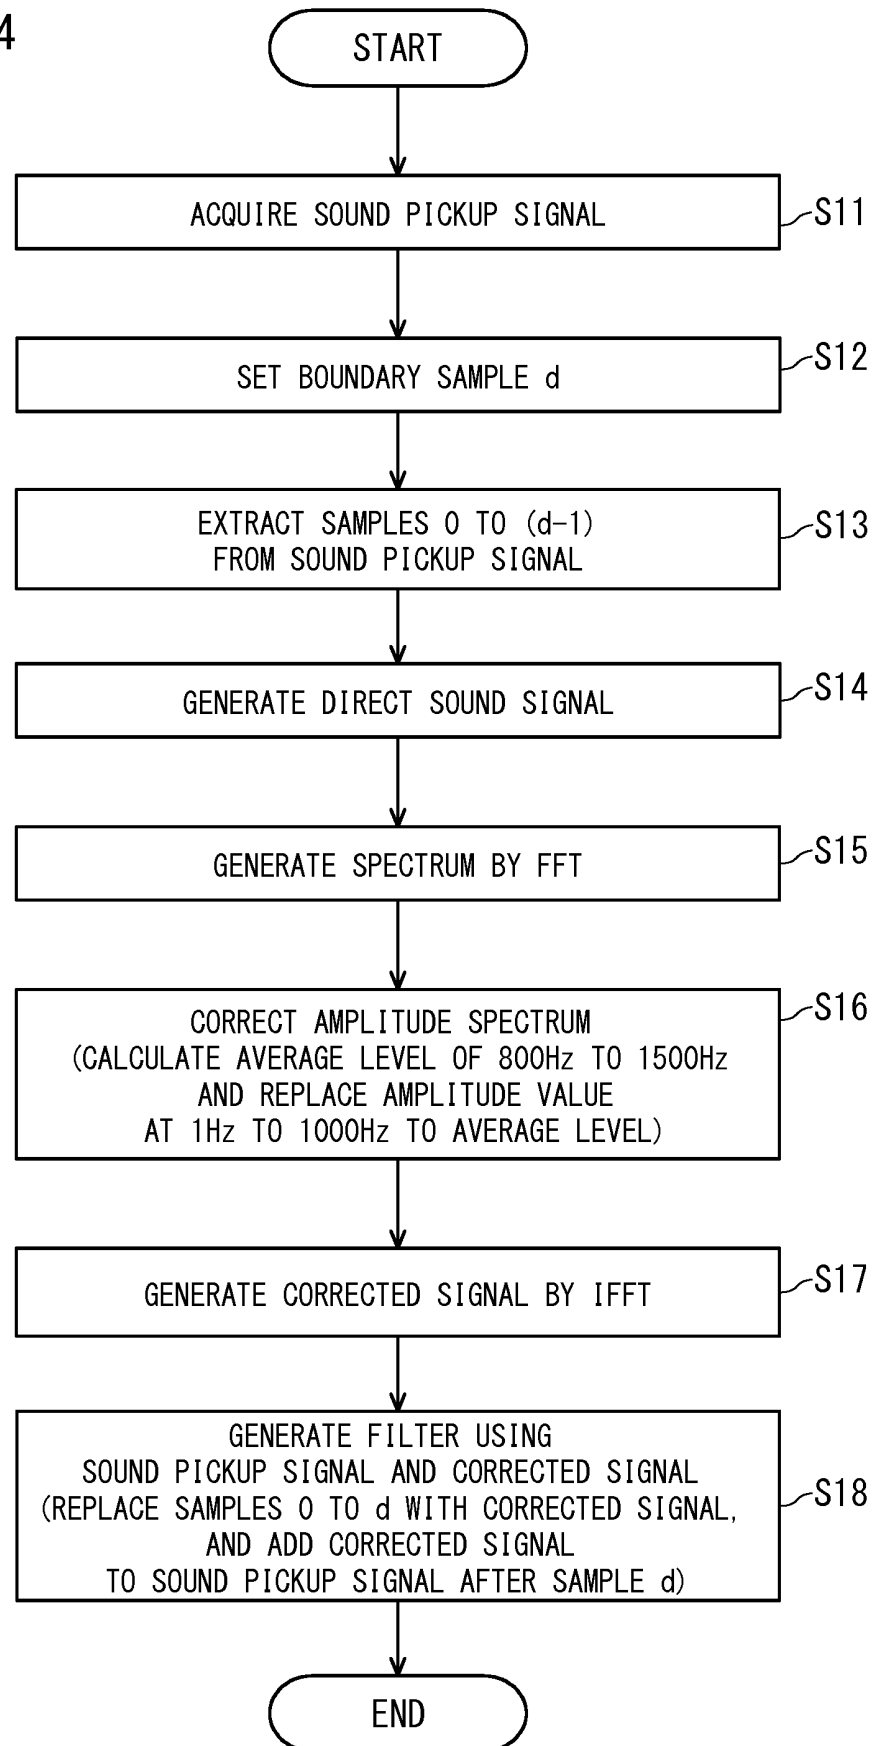 4
START
ACQUIRE SOUND PICKUP SIGNAL
S11
SET BOUNDARY SAMPLE d
S12
EXTRACT SAMPLES 0 TO (d-1)
FROM SOUND PICKUP SIGNAL
S13
GENERATE DIRECT SOUND SIGNAL
S14
GENERATE SPECTRUM BY FFT
S15
CORRECT AMPLITUDE SPECTRUM
(CALCULATE AVERAGE LEVEL OF 800Hz TO 1500Hz
AND REPLACE AMPLITUDE VALUE
AT 1Hz TO 1000Hz TO AVERAGE LEVEL)
S16
GENERATE CORRECTED SIGNAL BY IFFT
S17
GENERATE FILTER USING
SOUND PICKUP SIGNAL AND CORRECTED SIGNAL
(REPLACE SAMPLES 0 TO d WITH CORRECTED SIGNAL,
AND ADD CORRECTED SIGNAL
TO SOUND PICKUP SIGNAL AFTER SAMPLE d)
S18
END